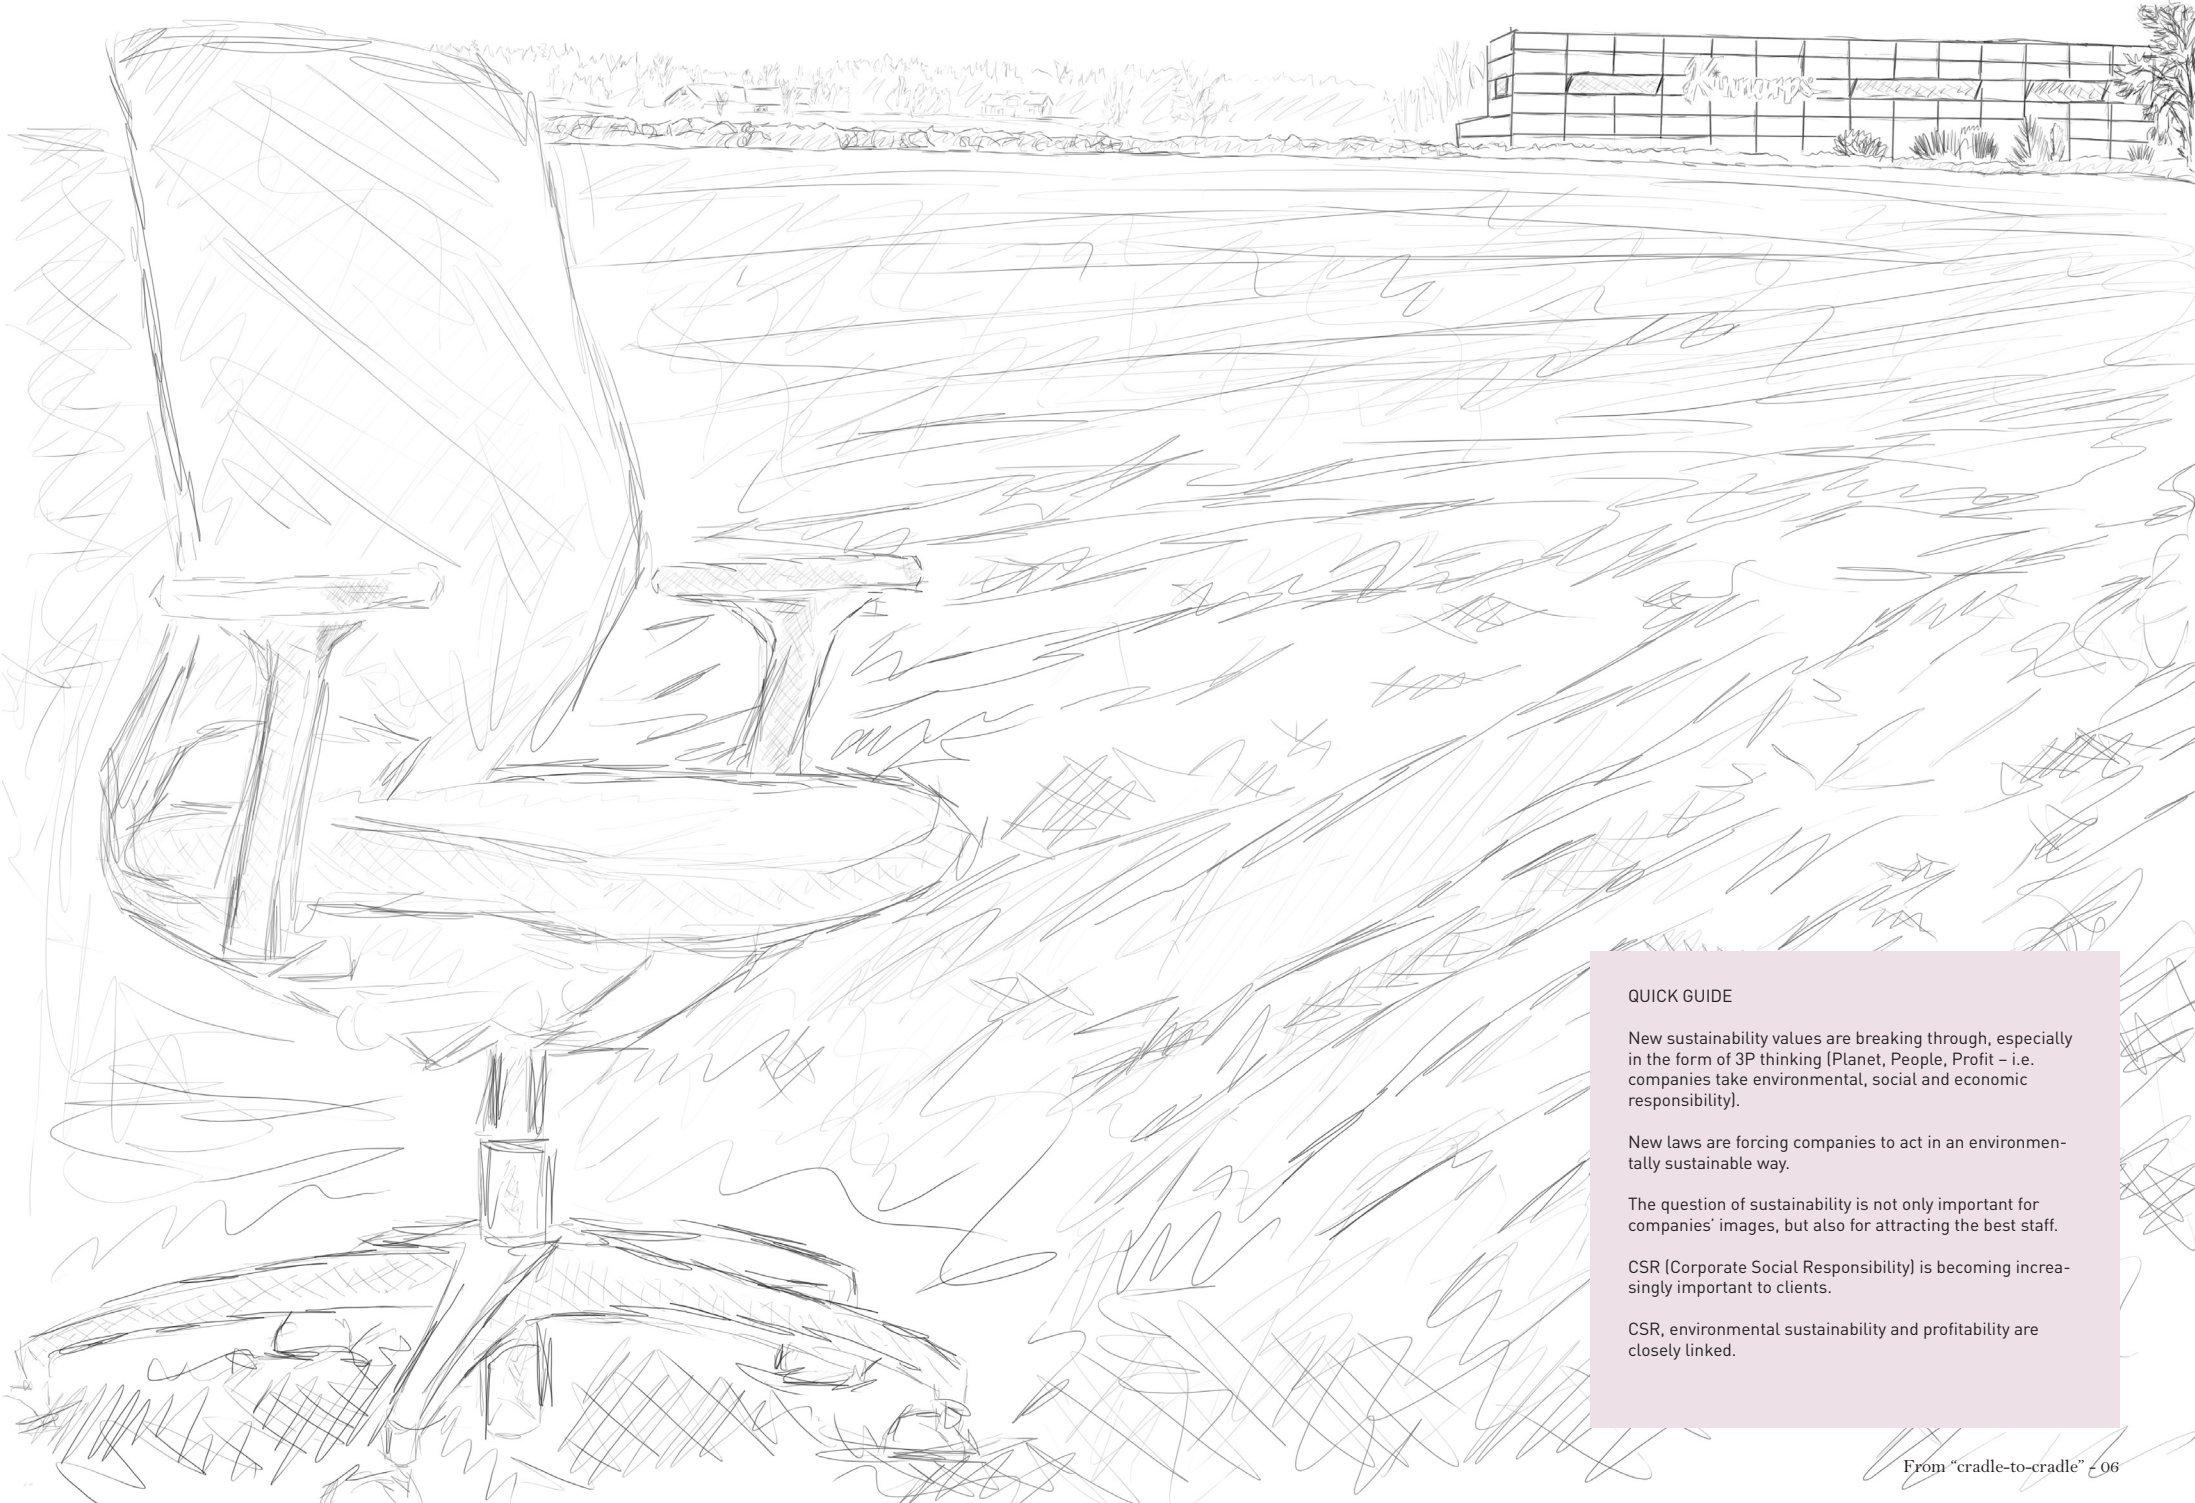 Kinnarps
QUICK GUIDE
New sustainability values are breaking through, especially
in the form of 3P thinking (Planet, People, Profit – i.e.
companies take environmental, social and economic
responsibility).
New laws are forcing companies to act in an environmen-
tally sustainable way.
The question of sustainability is not only important for
companies’ images, but also for attracting the best staff.
CSR (Corporate Social Responsibility) is becoming increa-
singly important to clients.
CSR, environmental sustainability and profitability are
closely linked.
From “cradle-to-cradle” - 06